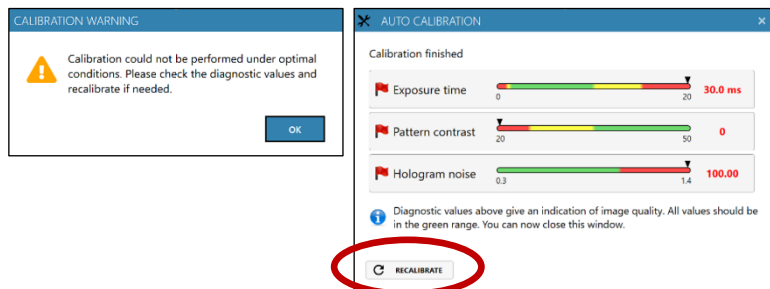 CALIBRATION WARNING
Calibration could not be performed under optimal
conditions. Please check the diagnostic values and
recalibrate if needed.
OK
AUTO CALIBRATION
Calibration finished
Exposure time
0
20
30.0 ms
Pattern contrast
20
50
0
Hologram noise
0.3
1.4
100.00
Diagnostic values above give an indication of image quality. All values should be
in the green range. You can now close this window.
RECALIBRATE